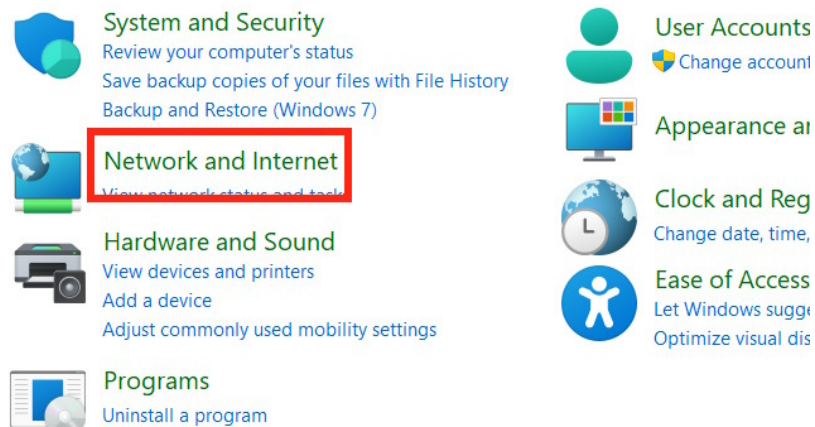 System and Security
Review your computer's status
Save backup copies of your files with File History
Backup and Restore (Windows 7)
Network and Internet
View network status and task
Hardware and Sound
View devices and printers
Add a device
Adjust commonly used mobility settings
Programs
Uninstall a program
User Accounts
Change account
Appearance
Clock and Reg
Change date, time,
Ease of Access
Let Windows sugge
Optimize visual dis